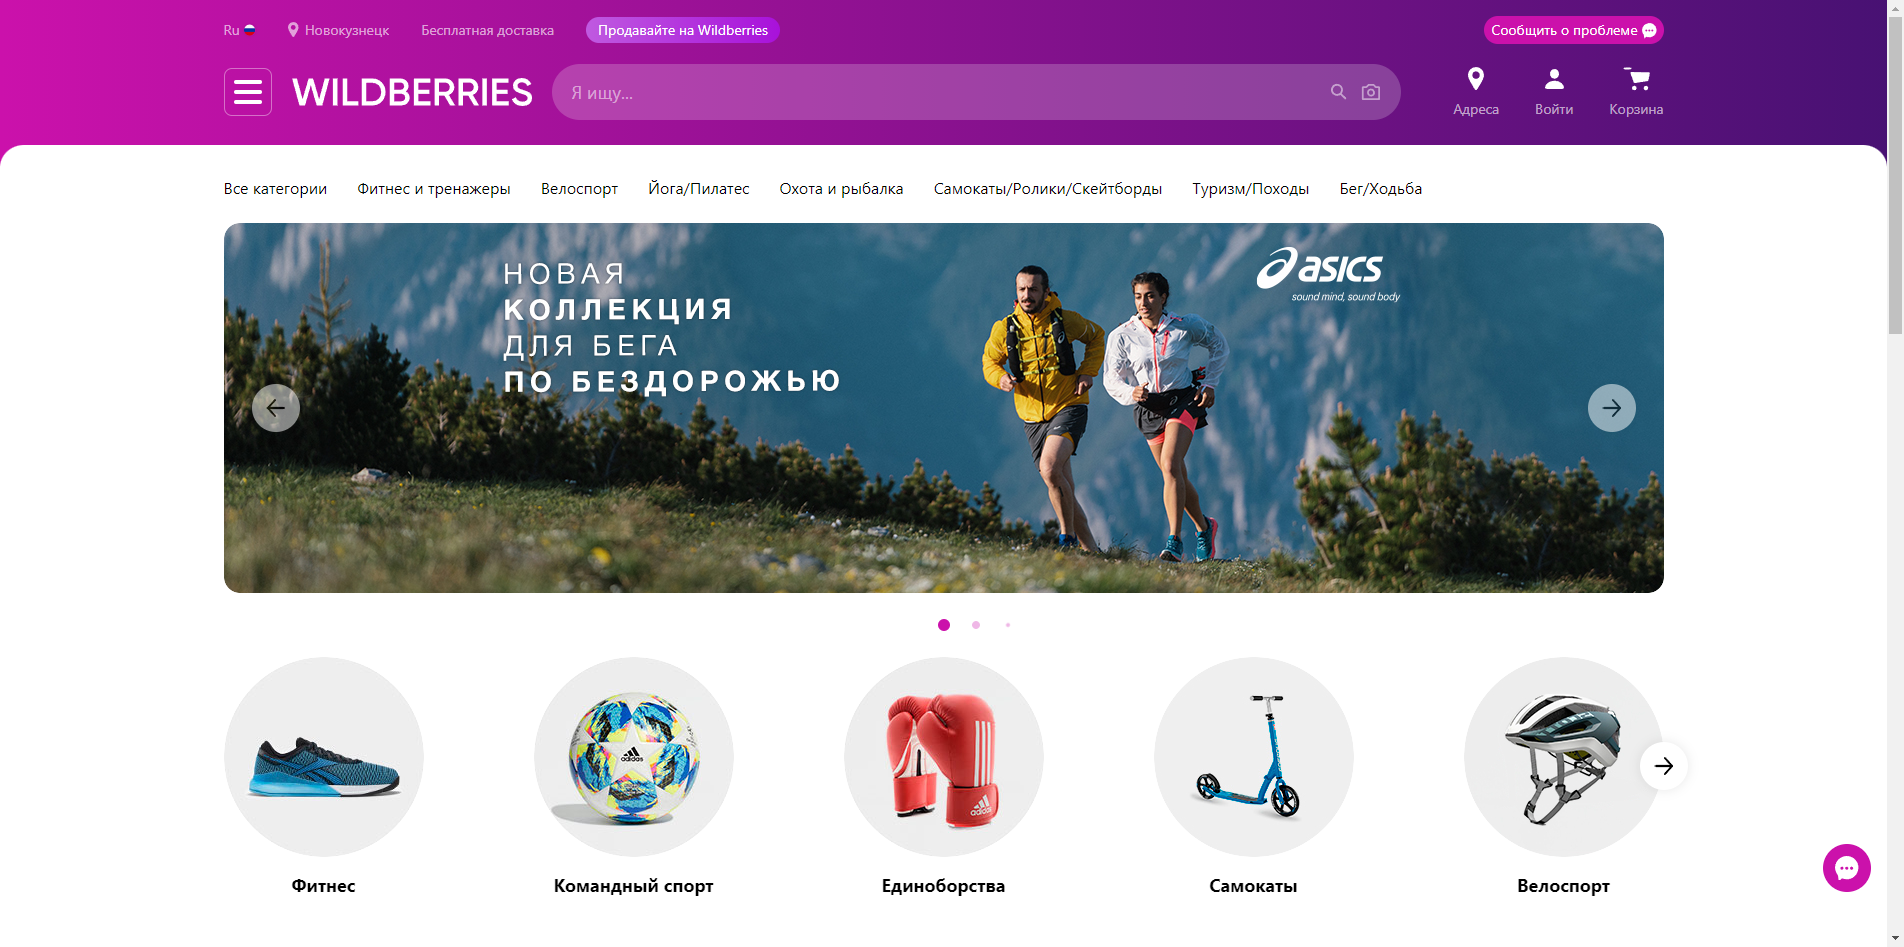 Ru
Новокузнецк
Бесплатная доставка
Продавайте на Wildberries
Сообщить о проблеме
WILDBERRIES
Я ищу...
Адреса
Войти
Корзина
Все категории
Фитнес и тренажеры
Велоспорт
Йога/Пилатес
Охота и рыбалка
Самокаты/Ролики/Скейтборды
Туризм/Походы
Бег/Ходьба
НОВАЯ
КОЛЛЕКЦИЯ
ДЛЯ БЕГА
ПО БЕЗДОРОЖЬЮ
asics
sound mind, sound body
adidas
adidas
Фитнес
Командный спорт
Единоборства
Самокаты
Велоспорт